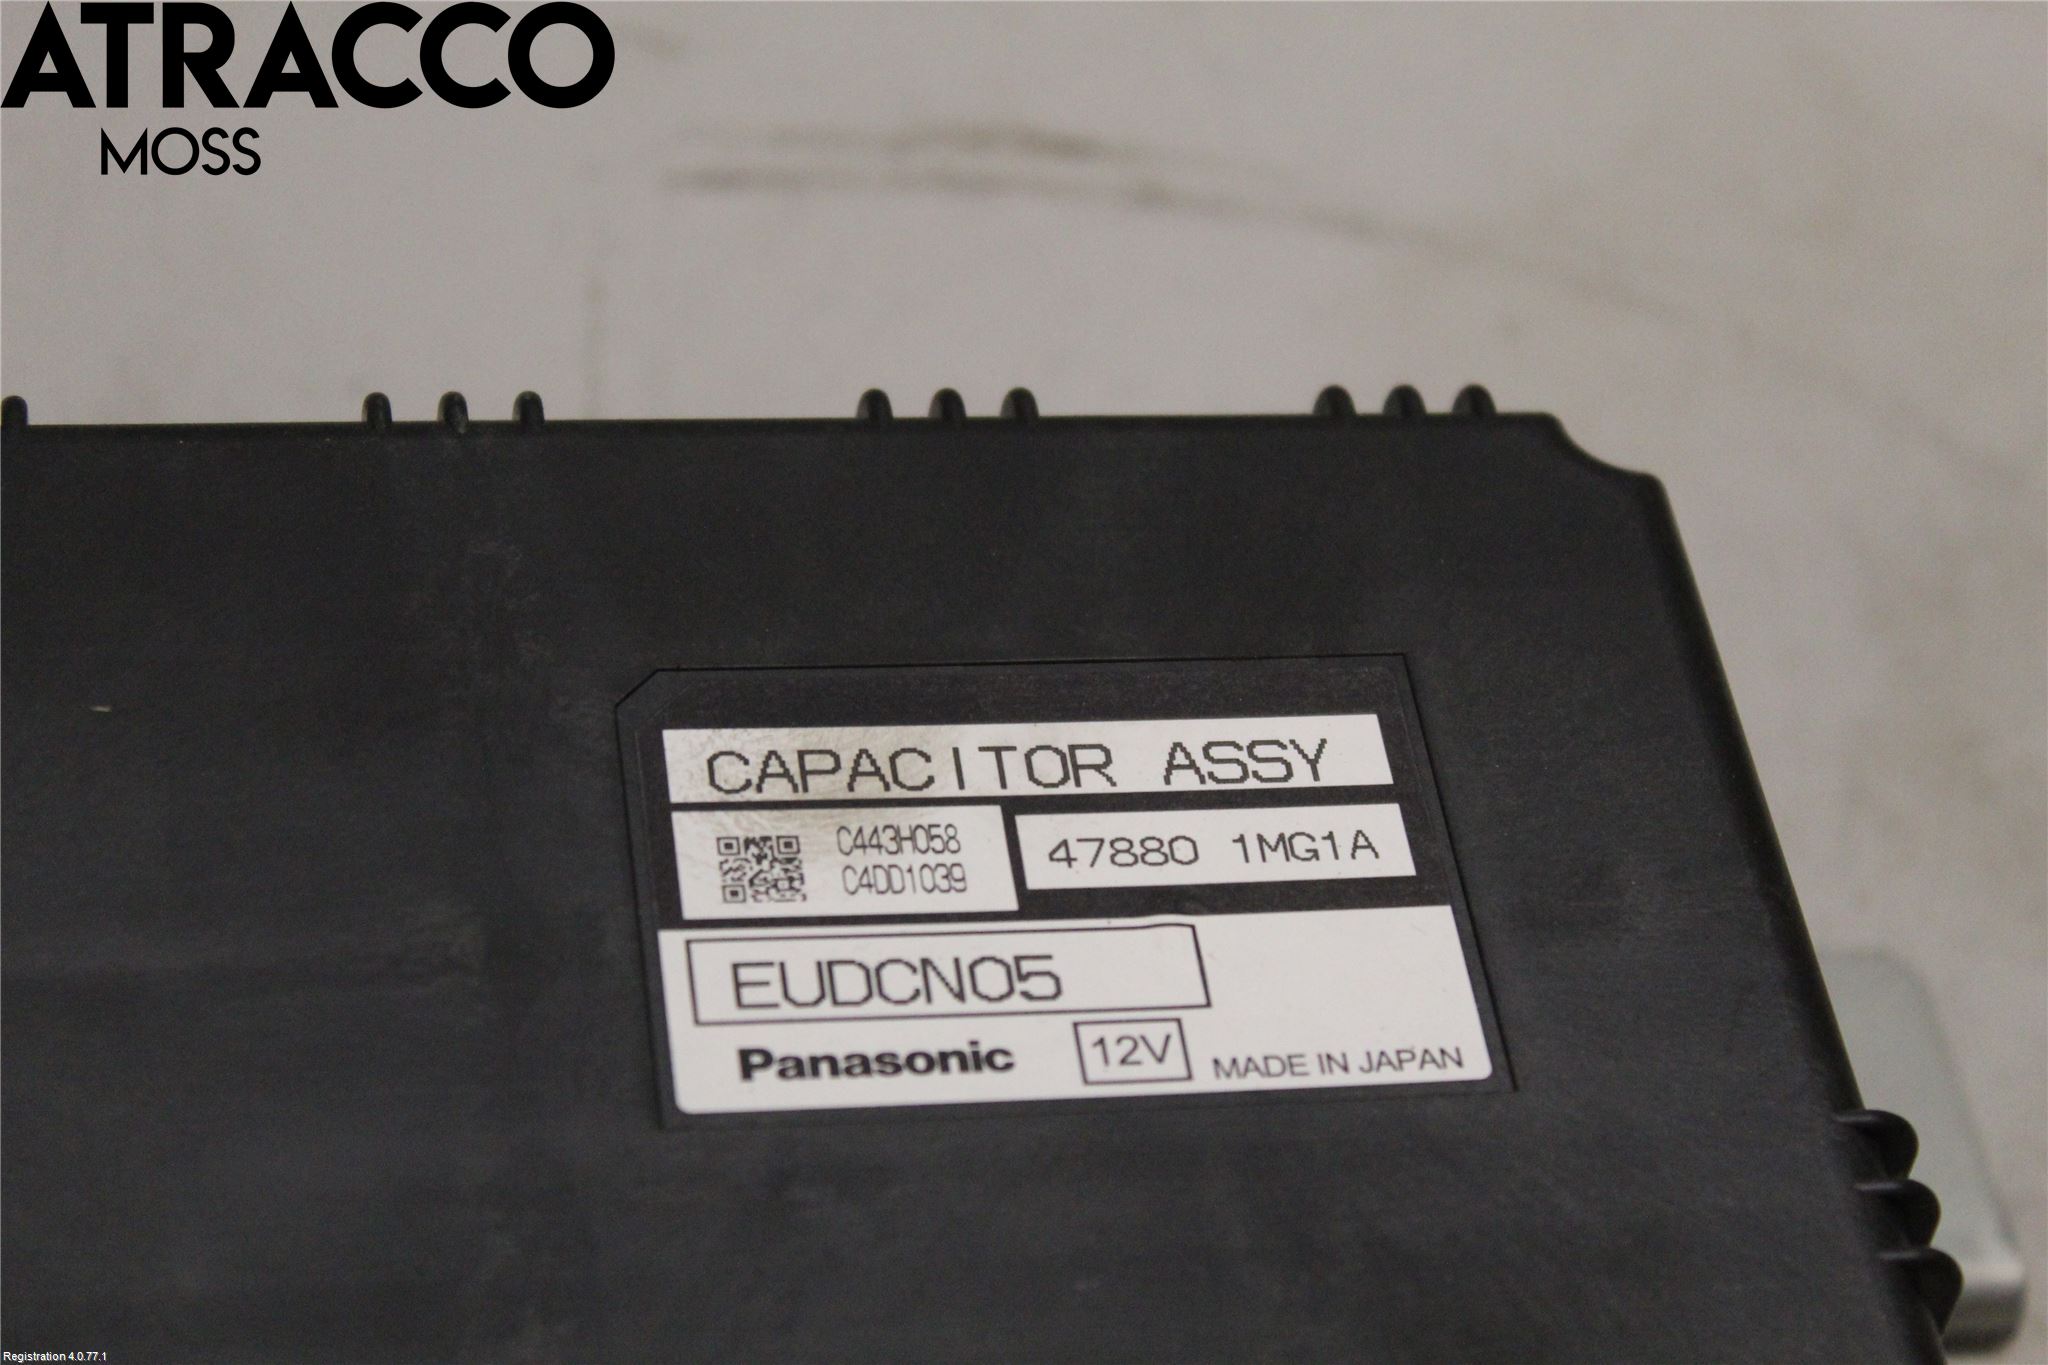 ATRACCO
MOSS
CAPACITOR ASSY
C443H058
C4DD1039
47880 1MG1A
EUDCN05
Panasonic
12V
MADE IN JAPAN
Registration 4.0.77.1